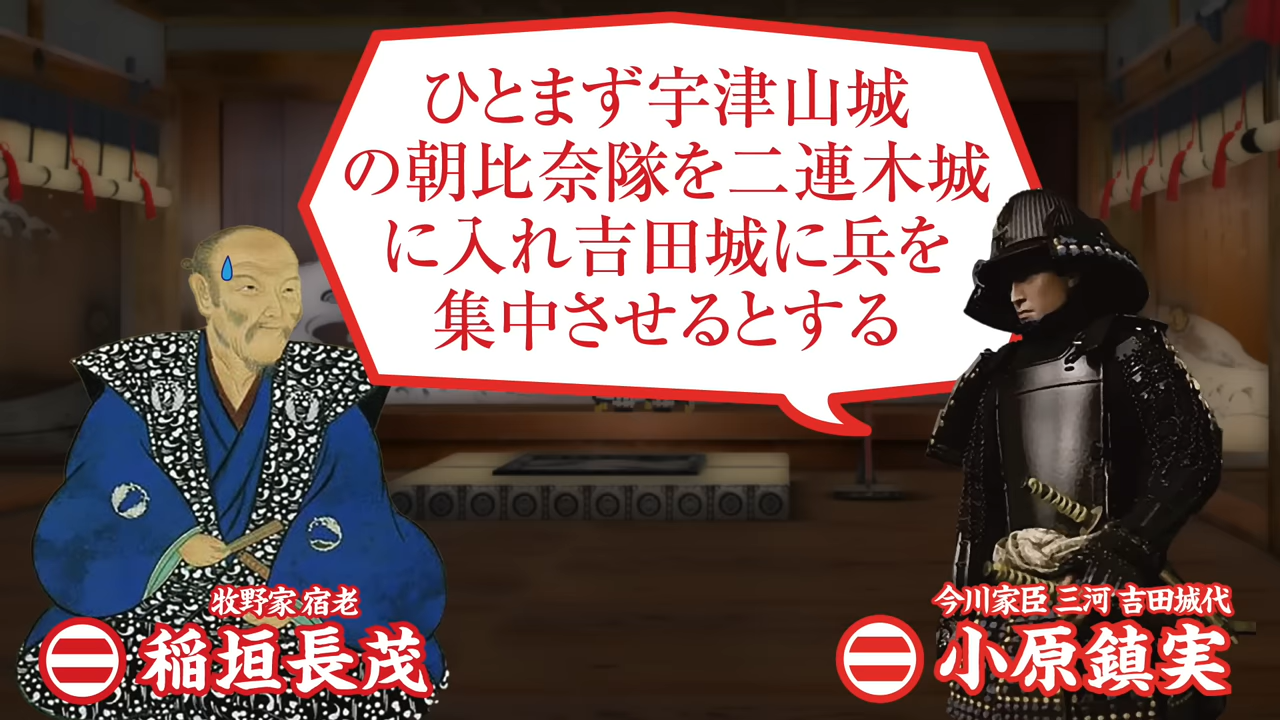 ひとまず宇津山城
の朝比奈隊を二連木城
に入れ吉田城に兵を
集中させるとする
牧野家 宿老
稲垣長茂
今川家臣 三河 吉田城代
小原鎮実